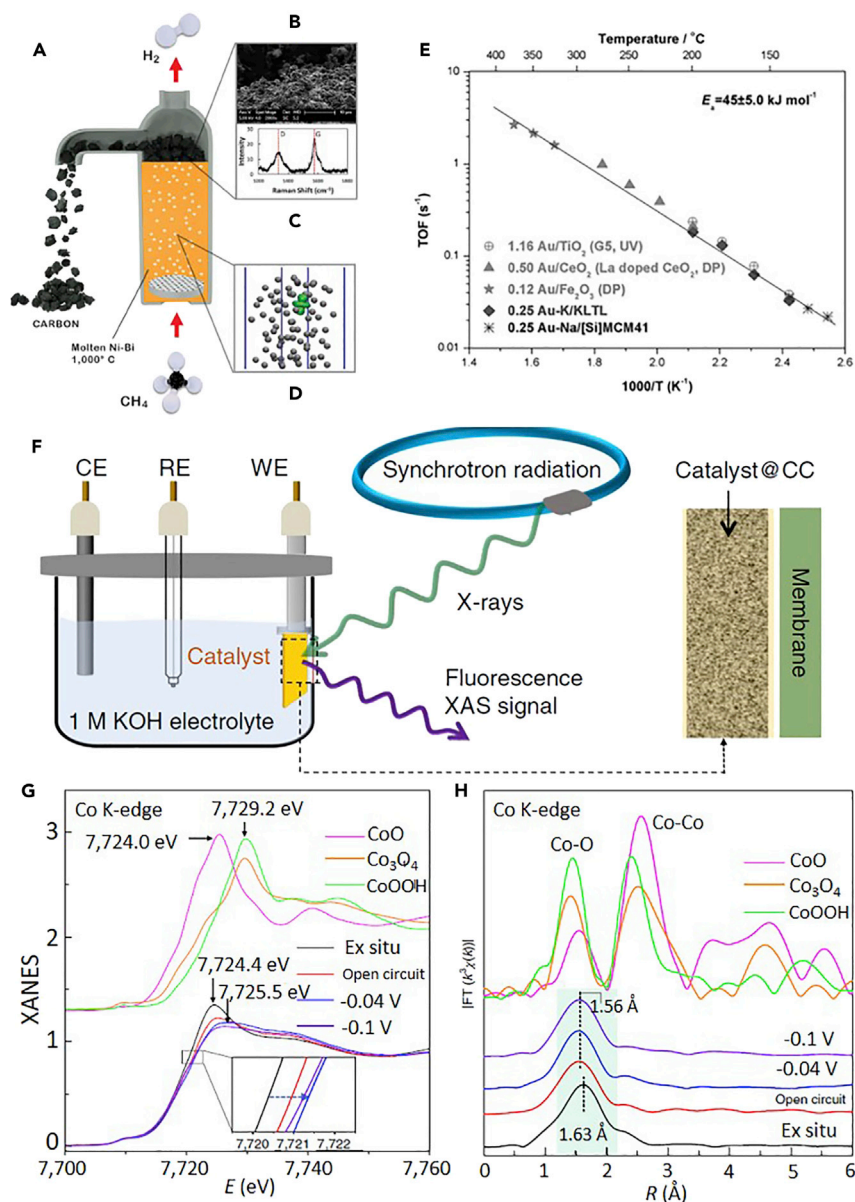 A
H₂
CARBON
Molten Ni-Bi
1,000° C
CH₄
B
Intensity
D
G
Raman Shift (cm⁻¹)
C
D
E
Temperature / °C
400 350 300 250 200 150
Eₐ=45±5.0 kJ mol⁻¹
TOF (s⁻¹)
10
1
0.1
0.01
1.16 Au/TiO₂ (G5, UV)
0.50 Au/CeO₂ (La doped CeO₂, DP)
0.12 Au/Fe₂O₃ (DP)
0.25 Au-K/KLTL
0.25 Au-Na/[Si]MCM41
1.4 1.6 1.8 2.0 2.2 2.4 2.6
1000/T (K⁻¹)
F
CE
RE
WE
Synchrotron radiation
Catalyst@CC
X-rays
Catalyst
Fluorescence
XAS signal
1 M KOH electrolyte
Membrane
G
Co K-edge
7,729.2 eV
7,724.0 eV
CoO
Co₃O₄
CoOOH
Ex situ
Open circuit
-0.04 V
-0.1 V
7,724.4 eV
7,725.5 eV
XANES
3
2
1
0
7,720 7,721 7,722
7,700 7,720 7,740 7,760
E (eV)
H
Co K-edge
Co-O
Co-Co
CoO
Co₃O₄
CoOOH
|FT (k³χ(k))|
1.56 Å
-0.1 V
-0.04 V
Open circuit
Ex situ
1.63 Å
0 1 2 3 4 5 6
R (Å)